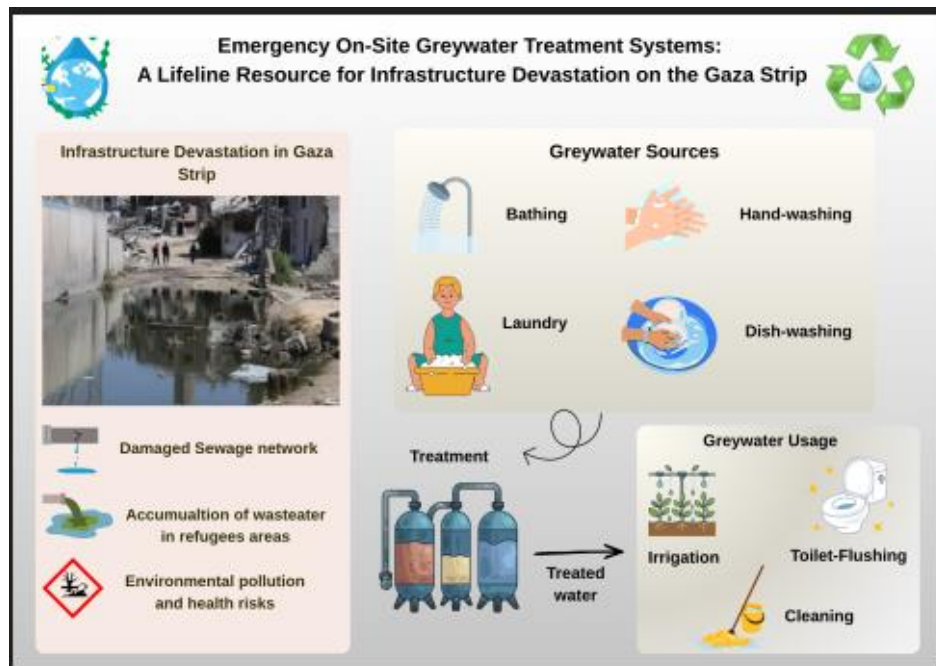 Emergency On-Site Greywater Treatment Systems:
A Lifeline Resource for Infrastructure Devastation on the Gaza Strip
Infrastructure Devastation in Gaza
Strip
Damaged Sewage network
Accumualtion of wasteater
in refugees areas
Environmental pollution
and health risks
Greywater Sources
Bathing
Hand-washing
Laundry
Dish-washing
Treatment
Treated
water
Greywater Usage
Irrigation
Toilet-Flushing
Cleaning